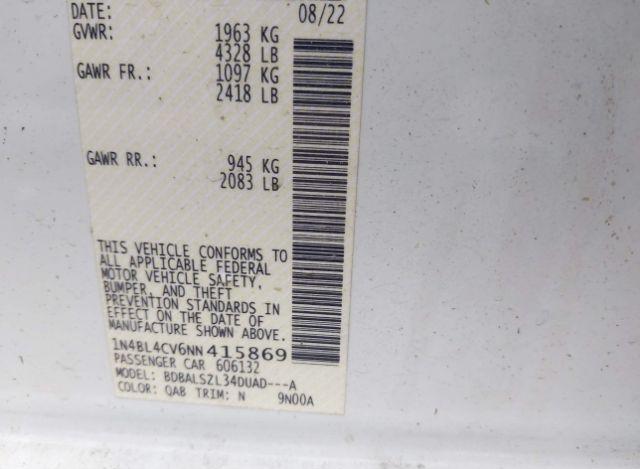 DATE: 08/22
GVWR: 1963 KG
4328 LB
GAWR FR.: 1097 KG
2418 LB
GAWR RR.: 945 KG
2083 LB
THIS VEHICLE CONFORMS TO
ALL APPLICABLE FEDERAL
MOTOR VEHICLE SAFETY,
BUMPER, AND THEFT
PREVENTION STANDARDS IN
EFFECT ON THE DATE OF
MANUFACTURE SHOWN ABOVE.
1N4BL4CV6NN415869
PASSENGER CAR 606132
MODEL: BDBALSZL34DUAD---A
COLOR: QAB TRIM: N 9N00A